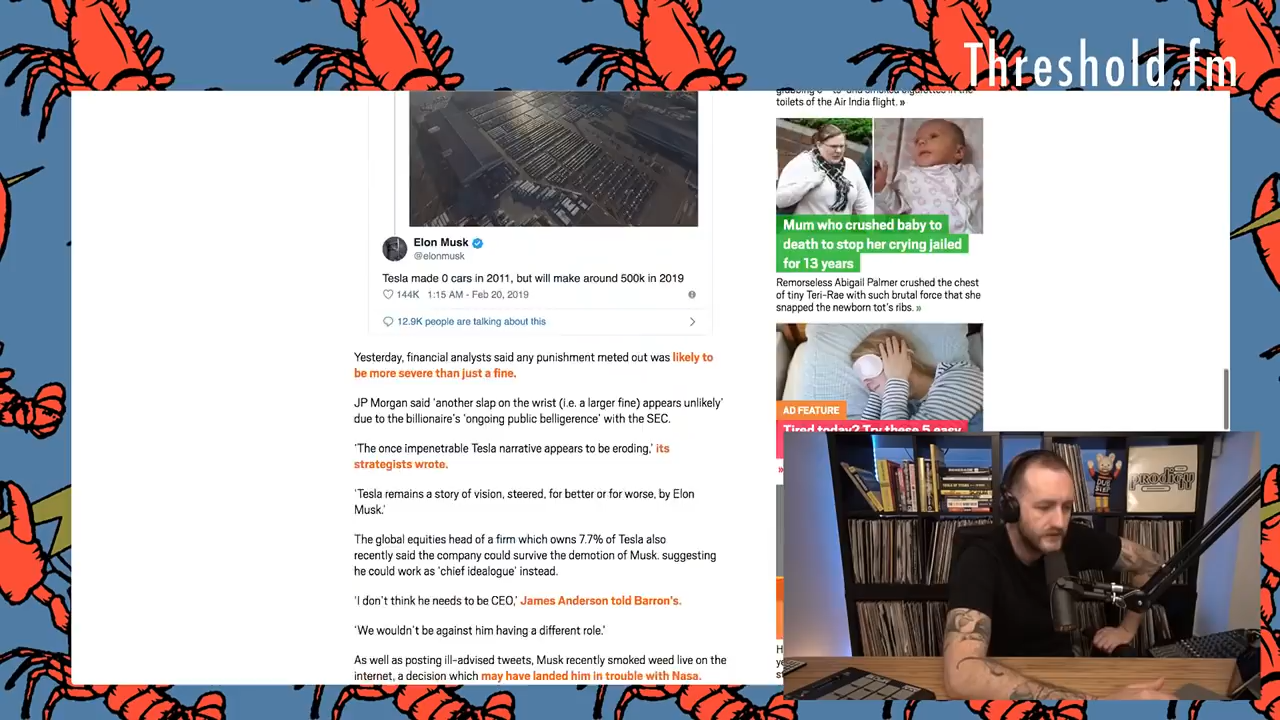 Threshold.fm
toilets of the Air India flight. »
Mum who crushed baby to
death to stop her crying jailed
for 13 years
Remorseless Abigail Palmer crushed the chest
of tiny Teri-Rae with such brutal force that she
snapped the newborn tot's ribs. »
AD FEATURE
Tired today? Try these 5 easy
Elon Musk
@elonmusk
Tesla made 0 cars in 2011, but will make around 500k in 2019
144K 1:15 AM - Feb 20, 2019
12.9K people are talking about this
Yesterday, financial analysts said any punishment meted out was likely to
be more severe than just a fine.
JP Morgan said 'another slap on the wrist (i.e. a larger fine) appears unlikely'
due to the billionaire's 'ongoing public belligerence' with the SEC.
'The once impenetrable Tesla narrative appears to be eroding,' its
strategists wrote.
'Tesla remains a story of vision, steered, for better or for worse, by Elon
Musk.'
The global equities head of a firm which owns 7.7% of Tesla also
recently said the company could survive the demotion of Musk. suggesting
he could work as 'chief idealogue' instead.
'I don't think he needs to be CEO,' James Anderson told Barron's.
'We wouldn't be against him having a different role.'
As well as posting ill-advised tweets, Musk recently smoked weed live on the
internet, a decision which may have landed him in trouble with Nasa.
DUB
STEP
prodigy